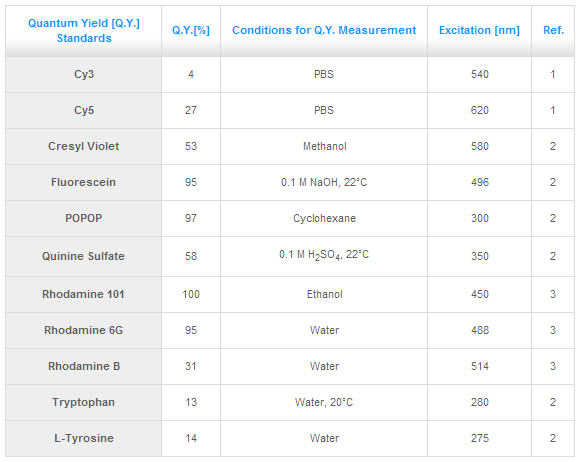 Quantum Yield [Q.Y.] Standards Q.Y.[%] Conditions for Q.Y. Measurement Excitation [nm] Ref.
Cy3 4 PBS 540 1
Cy5 27 PBS 620 1
Cresyl Violet 53 Methanol 580 2
Fluorescein 95 0.1 M NaOH, 22°C 496 2
POPOP 97 Cyclohexane 300 2
Quinine Sulfate 58 0.1 M H₂SO₄, 22°C 350 2
Rhodamine 101 100 Ethanol 450 3
Rhodamine 6G 95 Water 488 3
Rhodamine B 31 Water 514 3
Tryptophan 13 Water, 20°C 280 2
L-Tyrosine 14 Water 275 2